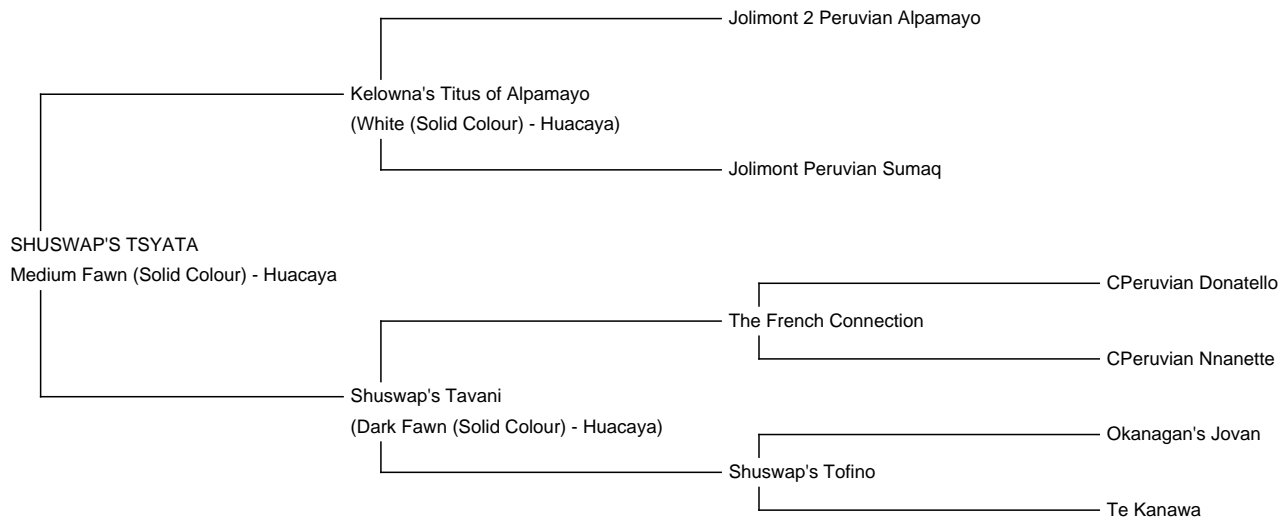 Jolimont 2 Peruvian Alpamayo
Kelowna's Titus of Alpamayo
(White (Solid Colour) - Huacaya)
Jolimont Peruvian Sumaq
SHUSWAP'S TSYATA
Medium Fawn (Solid Colour) - Huacaya
CPeruvian Donatello
The French Connection
CPeruvian Nnanette
Shuswap's Tavani
(Dark Fawn (Solid Colour) - Huacaya)
Okanagan's Jovan
Shuswap's Tofino
Te Kanawa